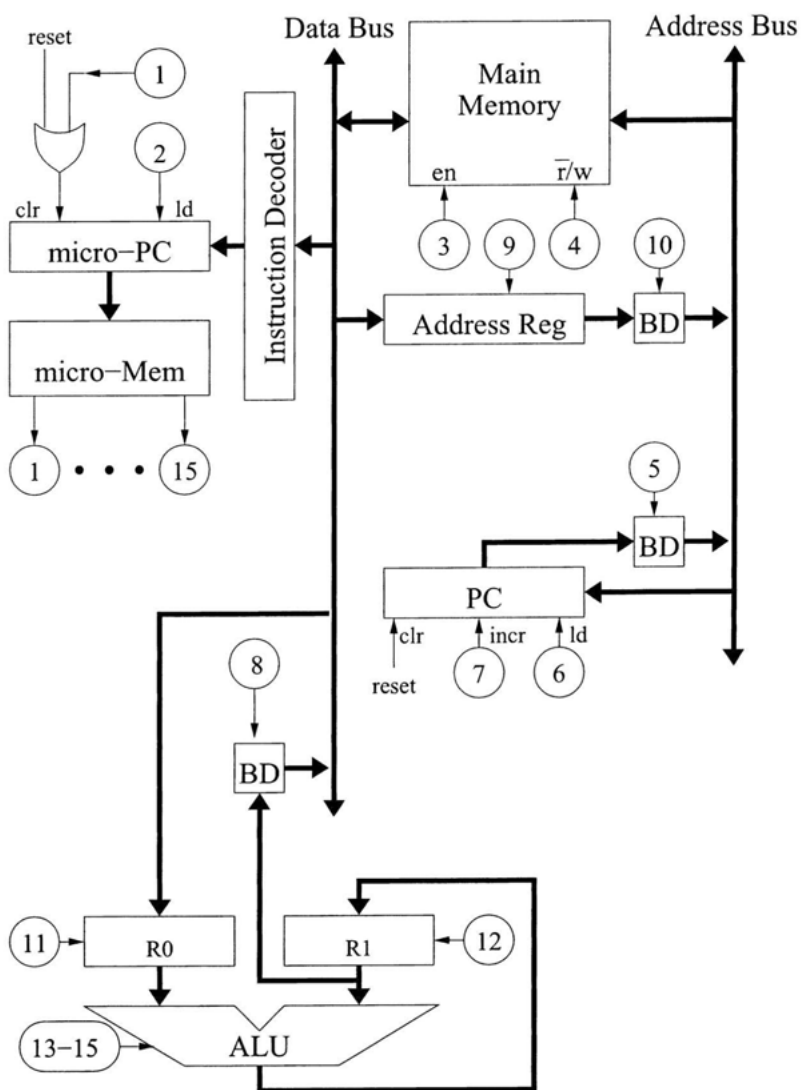 Data Bus
Address Bus
reset
1
Main
Memory
2
en
r̅/w
clr
ld
micro−PC
Instruction Decoder
3
9
4
10
Address Reg
BD
micro−Mem
1
• • •
15
5
BD
PC
clr
incr
ld
reset
7
6
8
BD
11
R0
R1
12
13−15
ALU